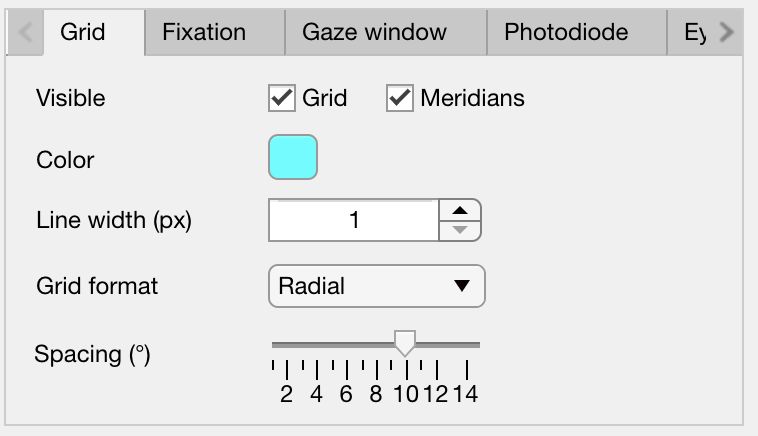 Grid Fixation Gaze window Photodiode Ey
Visible Grid Meridians
Color
Line width (px) 1
Grid format Radial
Spacing (°)
2 4 6 8 10 12 14